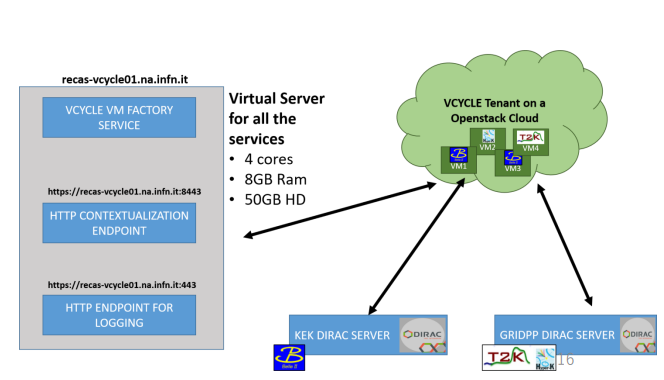 recas-vcycle01.na.infn.it
VCYCLE VM FACTORY
SERVICE
https://recas-vcycle01.na.infn.it:8443
HTTP CONTEXTUALIZATION
ENDPOINT
https://recas-vcycle01.na.infn.it:443
HTTP ENDPOINT FOR
LOGGING
Virtual Server
for all the
services
• 4 cores
• 8GB Ram
• 50GB HD
VCYCLE Tenant on a
Openstack Cloud
VM1
VM2
VM3
T2K
VM4
KEK DIRAC SERVER
DIRAC
B
Belle II
GRIDPP DIRAC SERVER
DIRAC
T2K
16